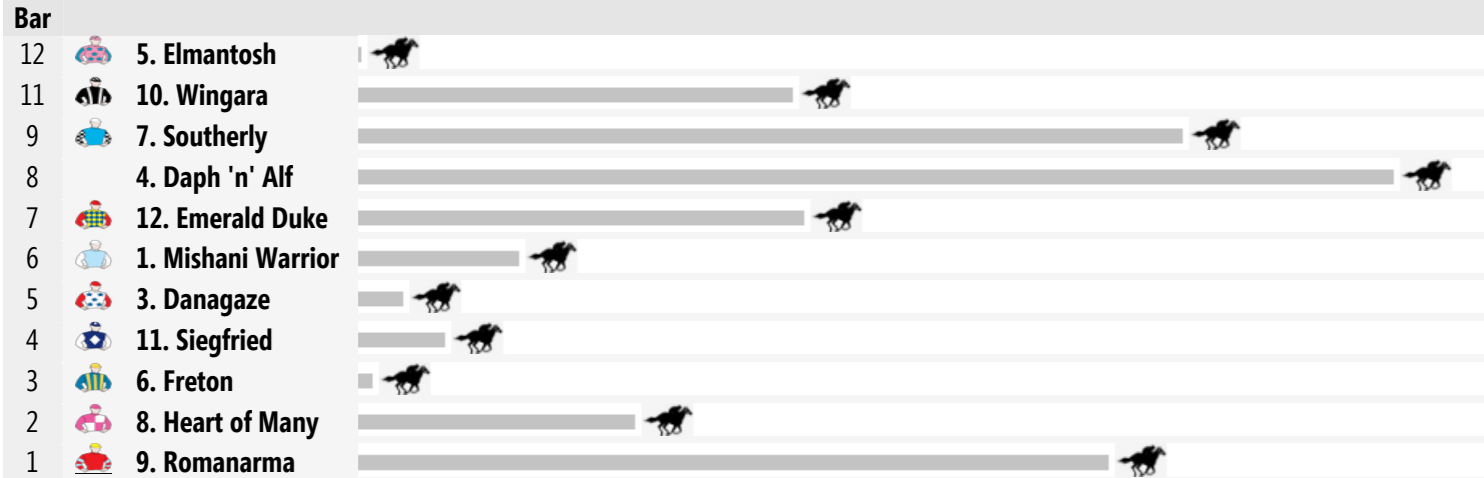 Bar
12 5. Elmantosh
11 10. Wingara
9 7. Southerly
8 4. Daph 'n' Alf
7 12. Emerald Duke
6 1. Mishani Warrior
5 3. Danagaze
4 11. Siegfried
3 6. Freton
2 8. Heart of Many
1 9. Romanarma